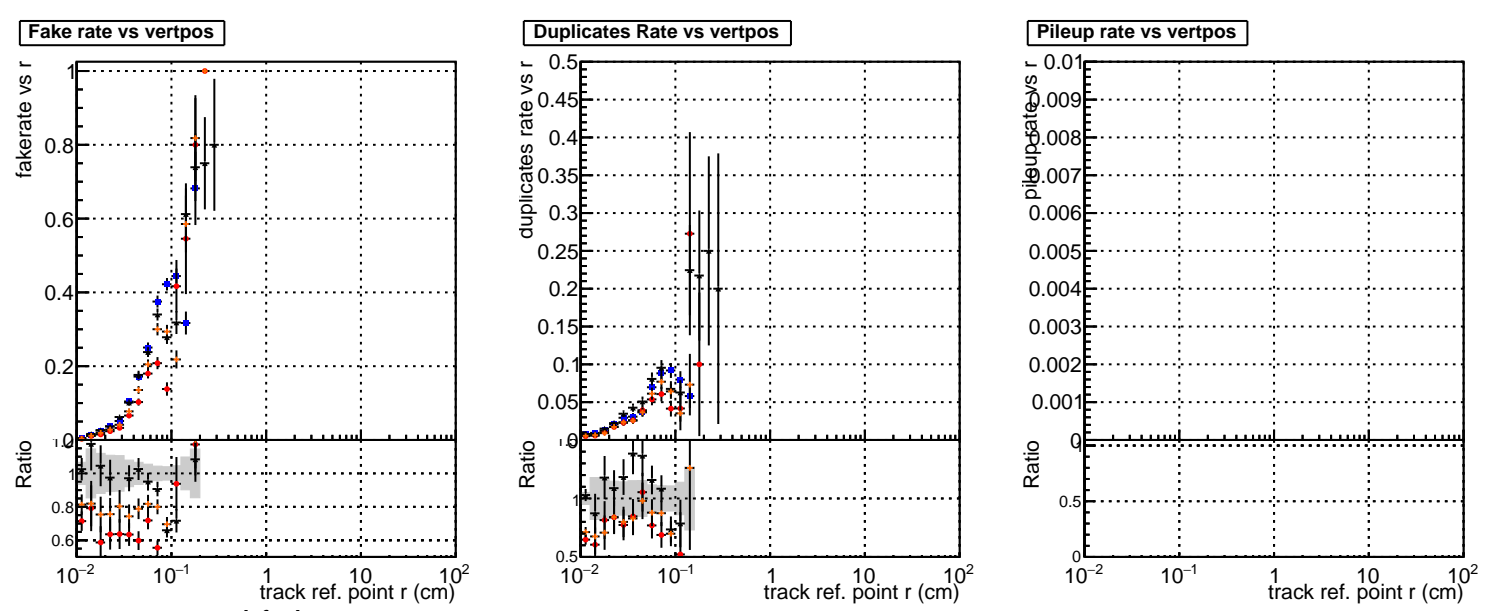 Fake rate vs vertpos
fakerate vs r
1
0.8
0.6
0.4
0.2
0
Ratio
1
0.8
0.6
10⁻² 10⁻¹ 1 10 10²
track ref. point r (cm)
Duplicates Rate vs vertpos
duplicates rate vs r
0.5
0.45
0.4
0.35
0.3
0.25
0.2
0.15
0.1
0.05
0
Ratio
1
0.5
10⁻² 10⁻¹ 1 10 10²
track ref. point r (cm)
Pileup rate vs vertpos
pileup rate vs r
0.01
0.009
0.008
0.007
0.006
0.005
0.004
0.003
0.002
0.001
0
Ratio
1
0.5
0
10⁻² 10⁻¹ 1 10 10²
track ref. point r (cm)